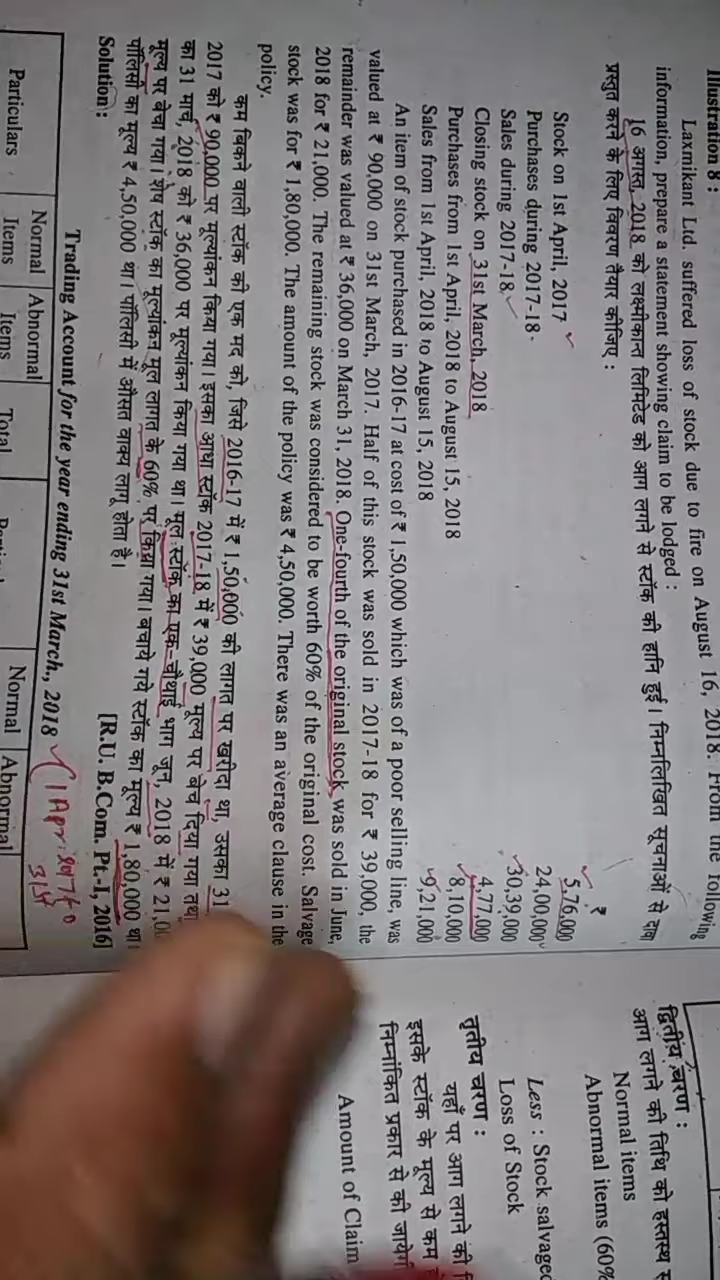 Illustration 8 :
Laxmikant Ltd. suffered loss of stock due to fire on August 16, 2018. From the following
information, prepare a statement showing claim to be lodged :
16 अगस्त, 2018 को लक्ष्मीकान्त लिमिटेड को आग लगने से स्टॉक की हानि हुई। निम्नलिखित सूचनाओं से दावा
प्रस्तुत करने के लिए विवरण तैयार कीजिए :
₹
Stock on 1st April, 2017 5,76,000
Purchases during 2017-18 24,00,000
Sales during 2017-18 30,39,000
Closing stock on 31st March, 2018 4,77,000
Purchases from 1st April, 2018 to August 15, 2018 8,10,000
Sales from 1st April, 2018 to August 15, 2018 9,21,000
An item of stock purchased in 2016-17 at cost of ₹ 1,50,000 which was of a poor selling line, was
valued at ₹ 90,000 on 31st March, 2017. Half of this stock was sold in 2017-18 for ₹ 39,000, the
remainder was valued at ₹ 36,000 on March 31, 2018. One-fourth of the original stock was sold in June,
2018 for ₹ 21,000. The remaining stock was considered to be worth 60% of the original cost. Salvage
stock was for ₹ 1,80,000. The amount of the policy was ₹ 4,50,000. There was an average clause in the
policy.
कम बिकने वाली स्टॉक की एक मद को, जिसे 2016-17 में ₹ 1,50,000 की लागत पर खरीदा था, उसका 31
2017 को ₹ 90,000 पर मूल्यांकन किया गया। इसका आधा स्टॉक 2017-18 में ₹ 39,000 मूल्य पर बेच दिया गया तथा
का 31 मार्च, 2018 को ₹ 36,000 पर मूल्यांकन किया गया था। मूल स्टॉक का एक-चौथाई भाग जून, 2018 में ₹ 21,00
मूल्य पर बेचा गया। शेष स्टॉक का मूल्यांकन मूल लागत के 60% पर किया गया। बचाये गये स्टॉक का मूल्य ₹ 1,80,000 था।
पॉलिसी का मूल्य ₹ 4,50,000 था। पॉलिसी में औसत वाक्य लागू होता है।
[R.U. B.Com. Pt.-I, 2016]
Solution :
Trading Account for the year ending 31st March., 2018
(1 Apr. 2017 to
31st
Particulars Normal Items Abnormal Items Total Normal Abnormal
द्वितीय चरण :
आग लगने की तिथि को हस्तस्थ
Normal items
Abnormal items (60%
Less : Stock salvaged
Loss of Stock
तृतीय चरण :
यहाँ पर आग लगने की
इसके स्टॉक के मूल्य से कम
निम्नांकित प्रकार से की जायेगी
Amount of Claim